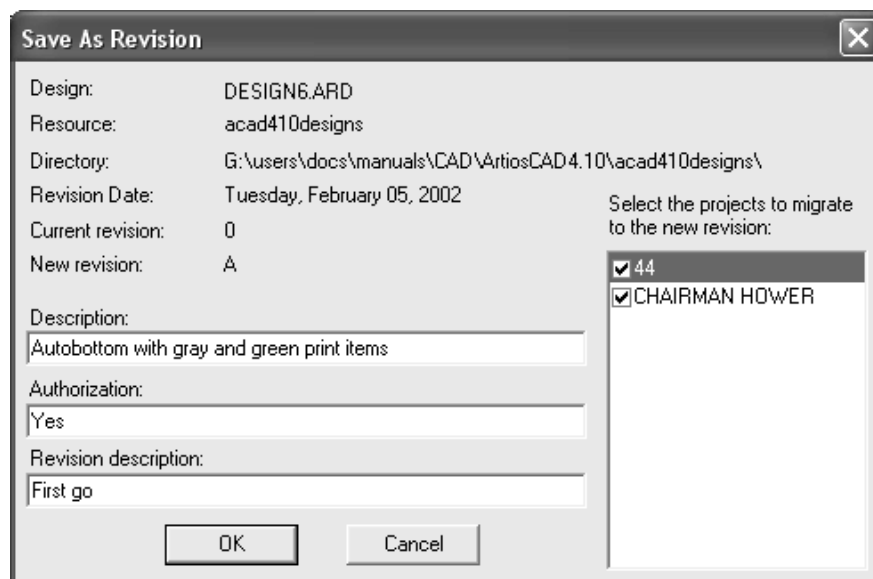 Save As Revision
Design: DESIGN6.ARD
Resource: acad410designs
Directory: G:\users\docs\manuals\CAD\ArtiosCAD4.10\acad410designs\
Revision Date: Tuesday, February 05, 2002
Current revision: 0
New revision: A
Description:
Autobottom with gray and green print items
Authorization:
Yes
Revision description:
First go
OK Cancel
Select the projects to migrate
to the new revision:
44
CHAIRMAN HOWER